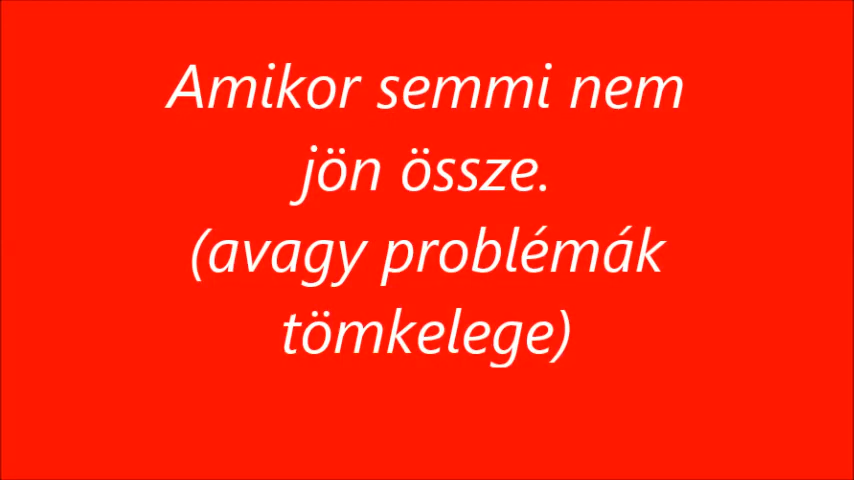 Amikor semmi nem
jön össze.
(avagy problémák
tömkelege)